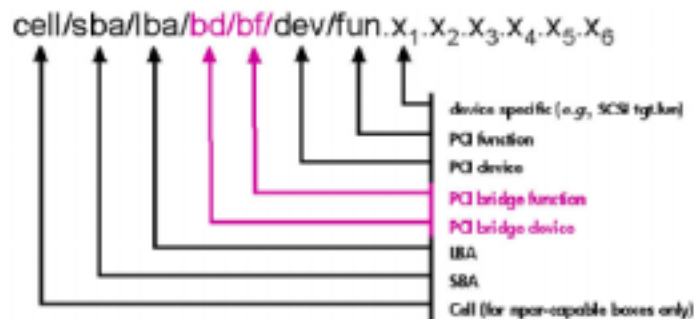 cell/sba/lba/bd/bf/dev/fun.x₁.x₂.x₃.x₄.x₅.x₆
device specific (e.g., SCSI tgt.lun)
PCI function
PCI device
PCI bridge function
PCI bridge device
LBA
SBA
Cell (for npar-capable boxes only)